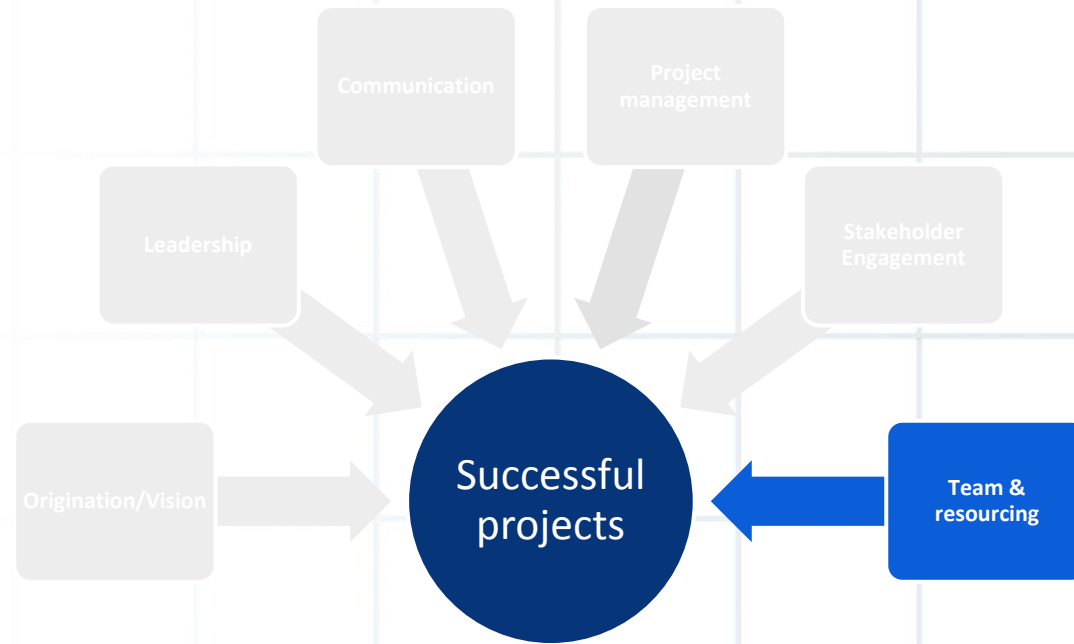 Communication
Project
management
Leadership
Stakeholder
Engagement
Origination/Vision
Successful
projects
Team &
resourcing